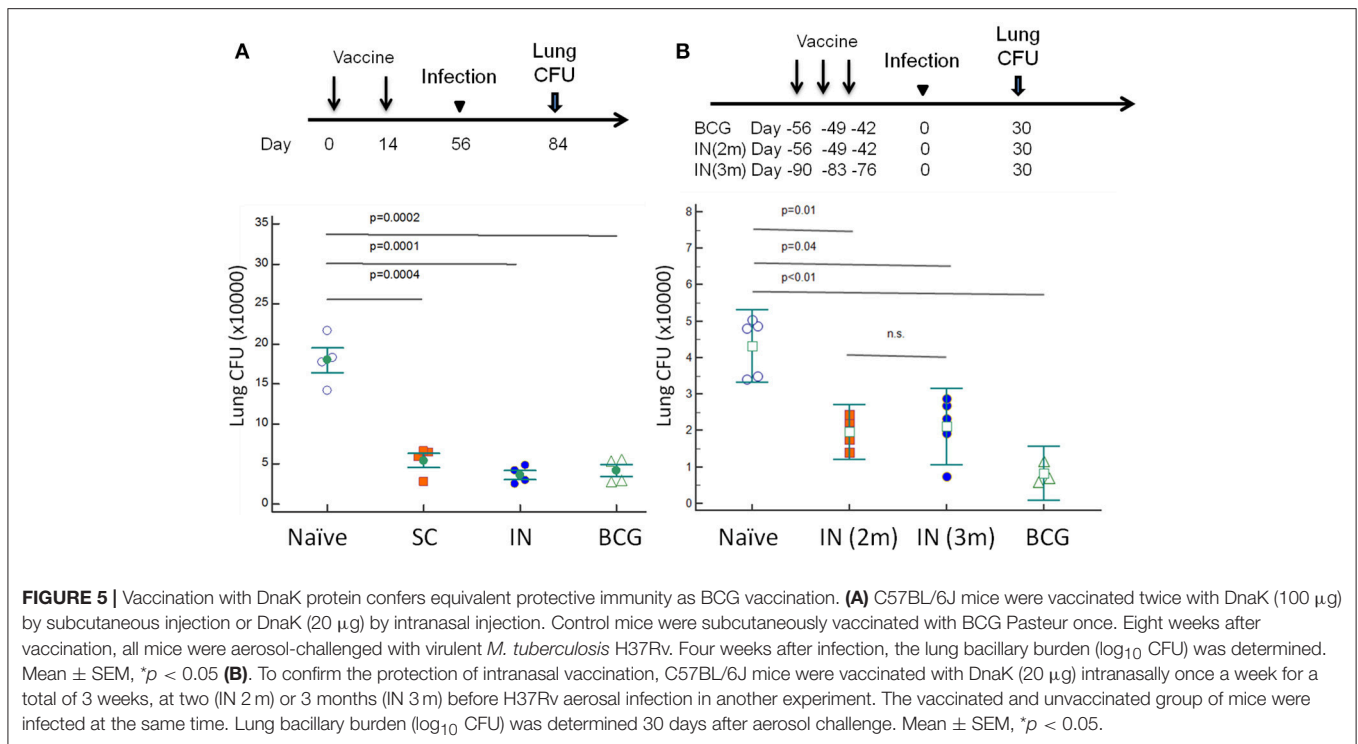 A
Vaccine
Infection
Lung
CFU
Day 0 14 56 84
35
30
25
20
15
10
5
0
Lung CFU (x10000)
p=0.0002
p=0.0001
p=0.0004
Naïve SC IN BCG
B
Vaccine
Infection
Lung
CFU
BCG Day -56 -49 -42 0 30
IN(2m) Day -56 -49 -42 0 30
IN(3m) Day -90 -83 -76 0 30
8
7
6
5
4
3
2
1
0
Lung CFU (x10000)
p=0.01
p=0.04
p<0.01
n.s.
Naïve IN (2m) IN (3m) BCG
FIGURE 5 | Vaccination with DnaK protein confers equivalent protective immunity as BCG vaccination. (A) C57BL/6J mice were vaccinated twice with DnaK (100 μg)
by subcutaneous injection or DnaK (20 μg) by intranasal injection. Control mice were subcutaneously vaccinated with BCG Pasteur once. Eight weeks after
vaccination, all mice were aerosol-challenged with virulent M. tuberculosis H37Rv. Four weeks after infection, the lung bacillary burden (log10 CFU) was determined.
Mean ± SEM, *p < 0.05 (B). To confirm the protection of intranasal vaccination, C57BL/6J mice were vaccinated with DnaK (20 μg) intranasally once a week for a
total of 3 weeks, at two (IN 2 m) or 3 months (IN 3 m) before H37Rv aerosol infection in another experiment. The vaccinated and unvaccinated group of mice were
infected at the same time. Lung bacillary burden (log10 CFU) was determined 30 days after aerosol challenge. Mean ± SEM, *p < 0.05.